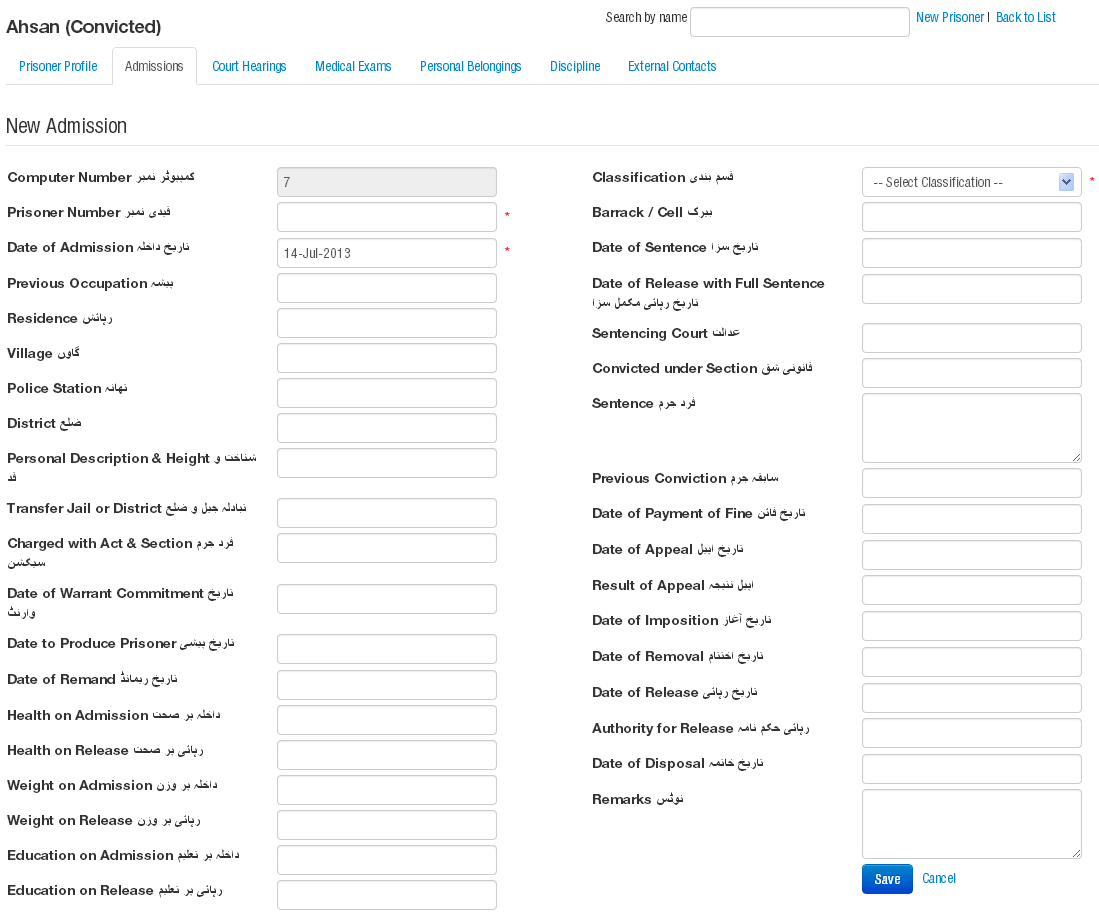 Ahsan (Convicted)
Search by name
New Prisoner | Back to List
Prisoner Profile
Admissions
Court Hearings
Medical Exams
Personal Belongings
Discipline
External Contacts
New Admission
Computer Number کمپیوٹر نمبر
7
Prisoner Number قیدی نمبر
*
Date of Admission تاریخ داخلہ
14-Jul-2013
*
Previous Occupation پیشہ
Residence رہائش
Village گاؤں
Police Station تھانہ
District ضلع
Personal Description & Height شناخت و
قد
Transfer Jail or District تبادلہ جیل و ضلع
Charged with Act & Section فرد جرم
سیکشن
Date of Warrant Commitment تاریخ
وارنٹ
Date to Produce Prisoner تاریخ پیشی
Date of Remand تاریخ ریمانڈ
Health on Admission داخلہ پر صحت
Health on Release رہائی پر صحت
Weight on Admission داخلہ پر وزن
Weight on Release رہائی پر وزن
Education on Admission داخلہ پر تعلیم
Education on Release رہائی پر تعلیم
Classification قسم بندی
-- Select Classification --
*
Barrack / Cell بیرک
Date of Sentence تاریخ سزا
Date of Release with Full Sentence
تاریخ رہائی مکمل سزا
Sentencing Court عدالت
Convicted under Section قانونی شق
Sentence فرد جرم
Previous Conviction سابقہ جرم
Date of Payment of Fine تاریخ فائن
Date of Appeal تاریخ اپیل
Result of Appeal اپیل نتیجہ
Date of Imposition تاریخ آغاز
Date of Removal تاریخ اختتام
Date of Release تاریخ رہائی
Authority for Release رہائی حکم نامہ
Date of Disposal تاریخ خاتمہ
Remarks نوٹس
Save
Cancel